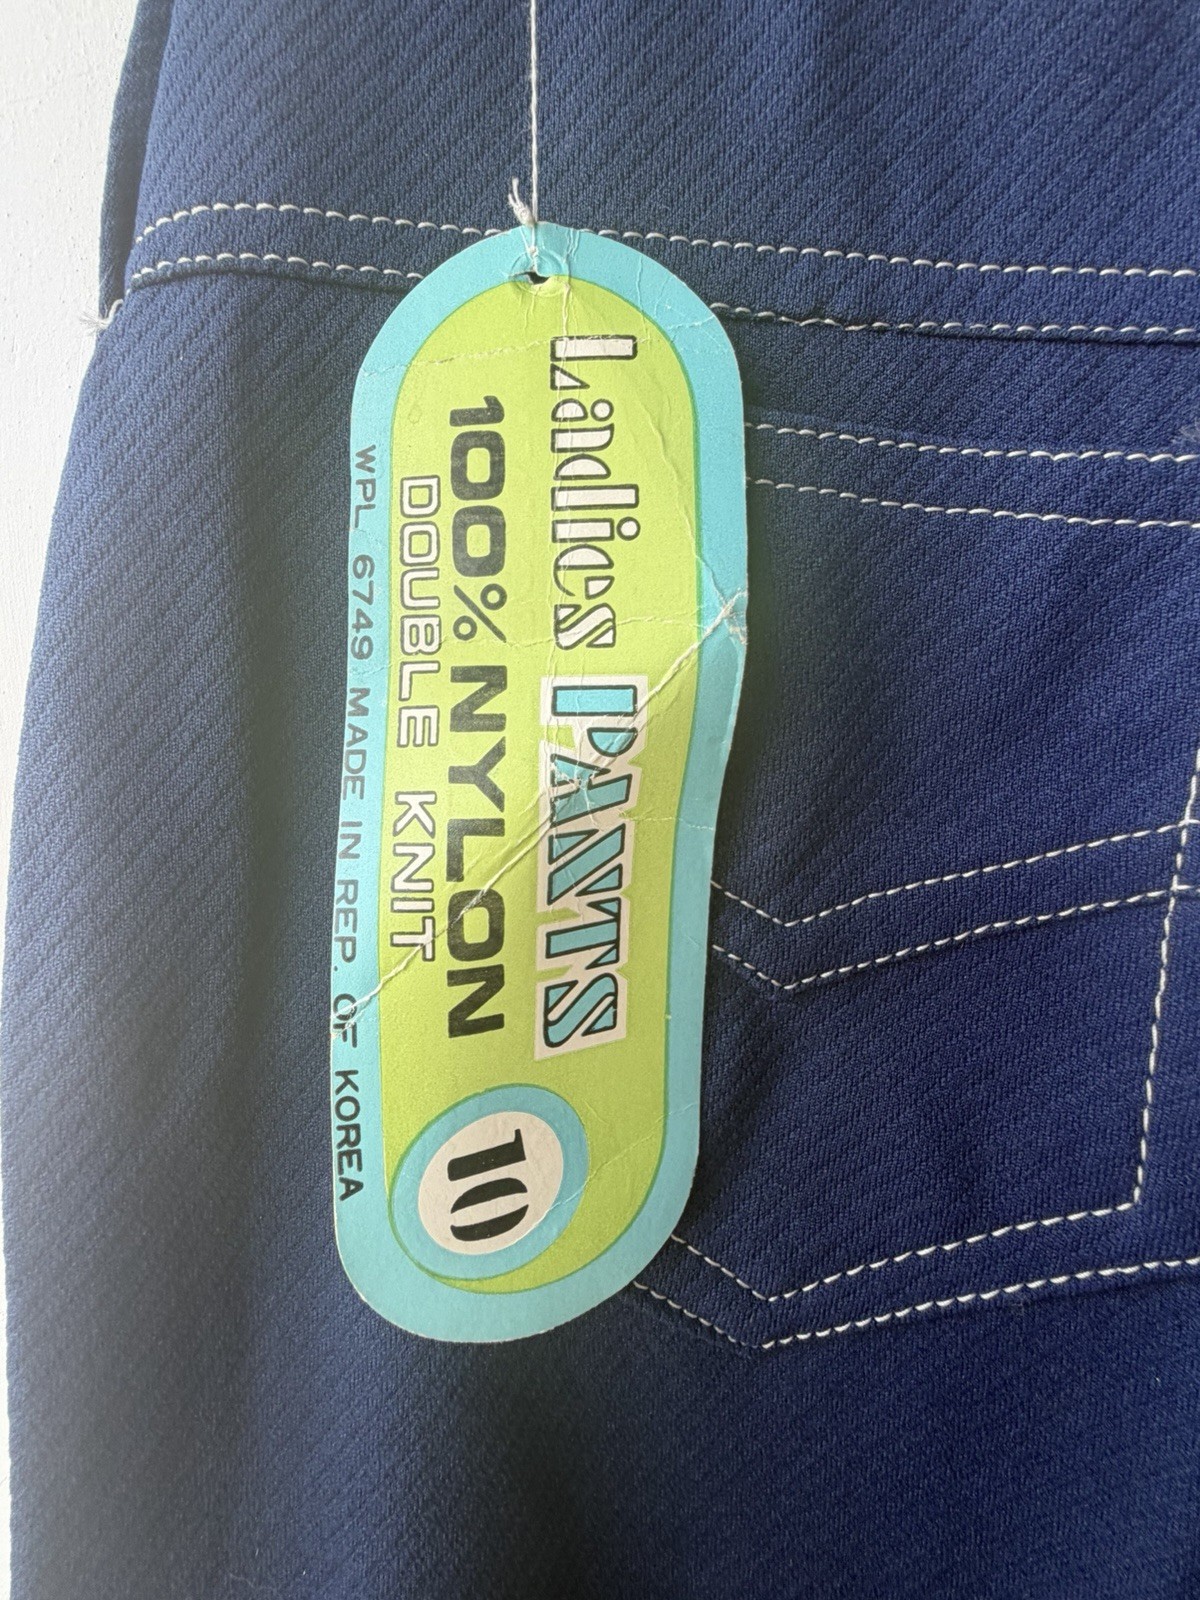 Ladies PANTS
100% NYLON
DOUBLE KNIT
WPL 6749 MADE IN REP. OF KOREA
10